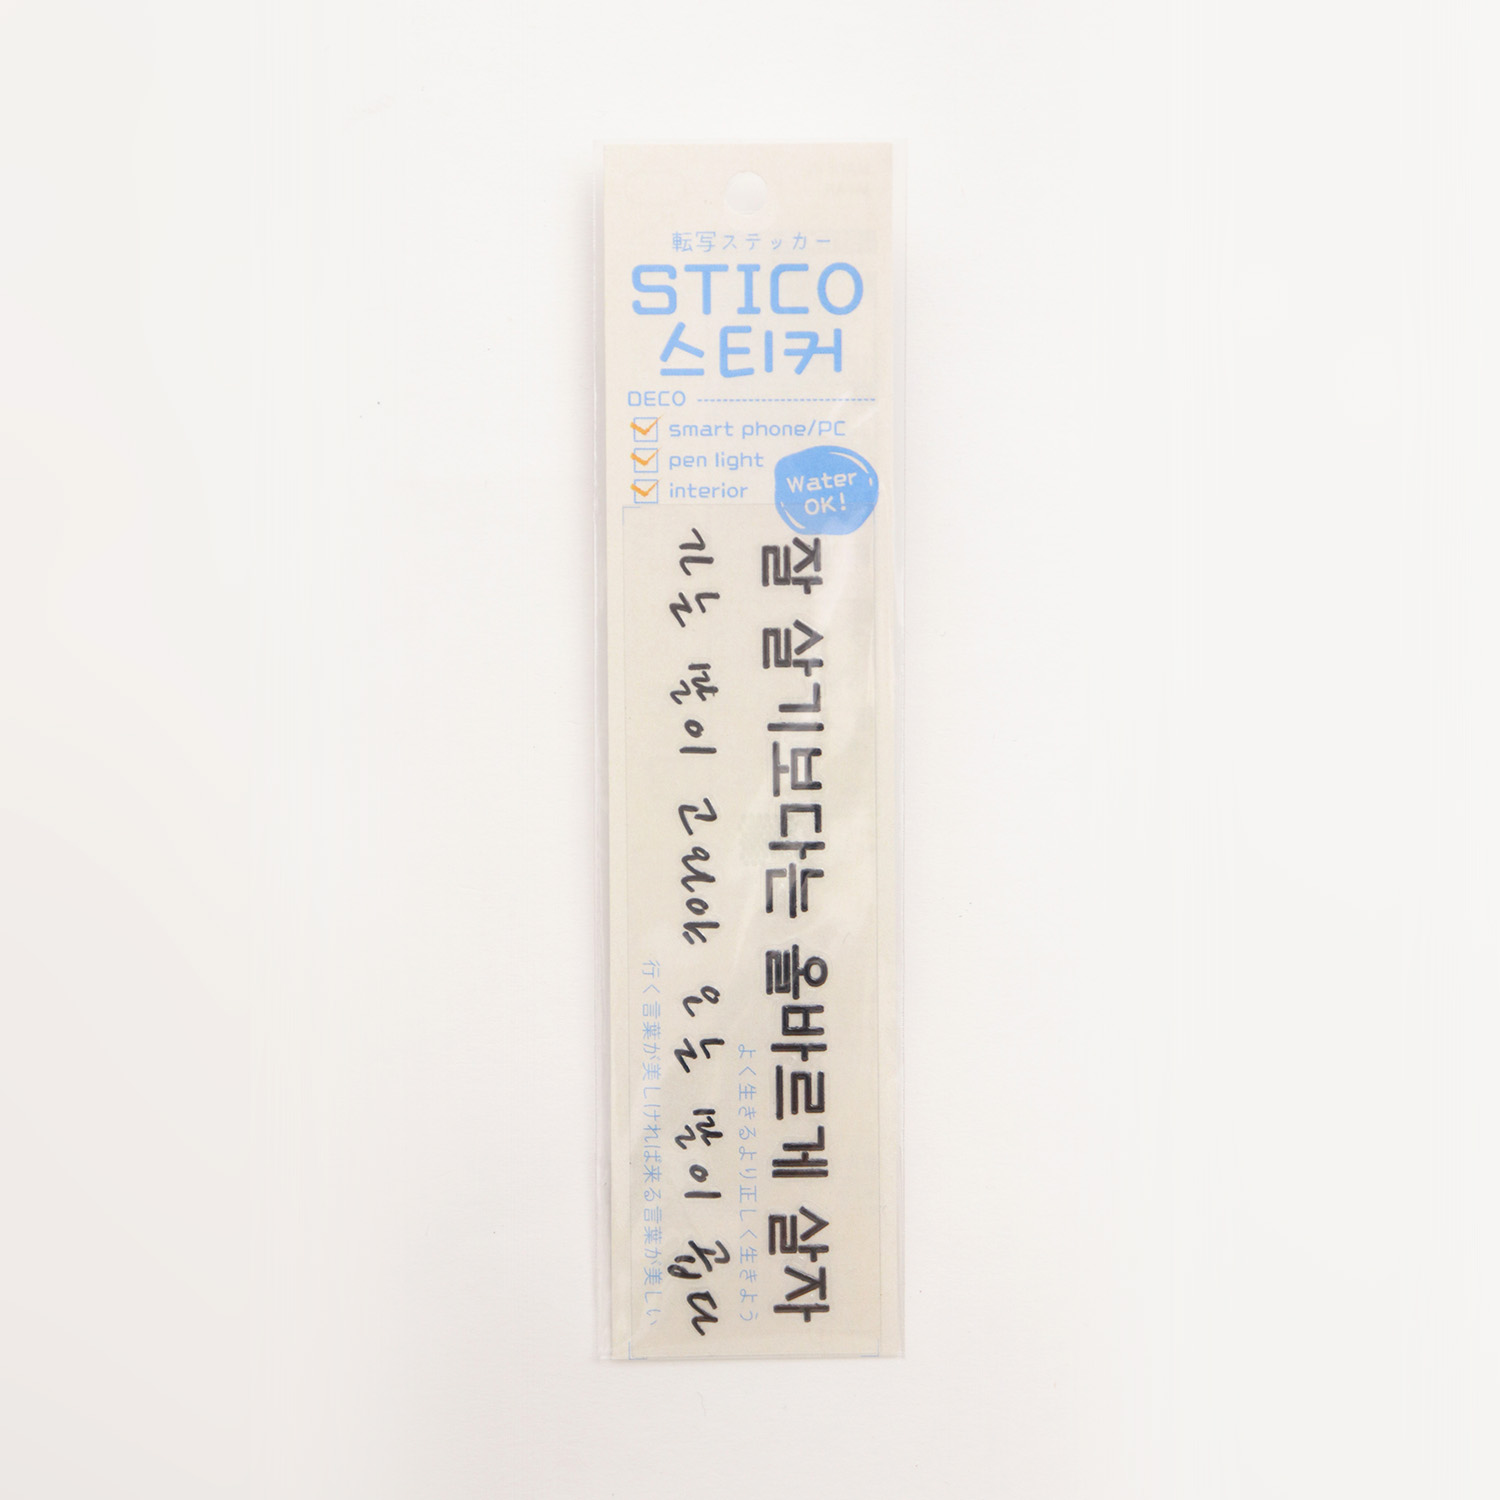 転写ステッカー
STICO
스티커
DECO
smart phone/PC
pen light
interior
Water
OK!
잘 살기보다는 올바르게 살자
よく生きるより正しく生きよう
가는 말이 고와야 오는 말이 곱다
行く言葉が美しければ来る言葉が美しい